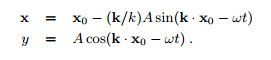 x = x₀ − (k/k)A sin(k · x₀ − ωt)
y = A cos(k · x₀ − ωt) .